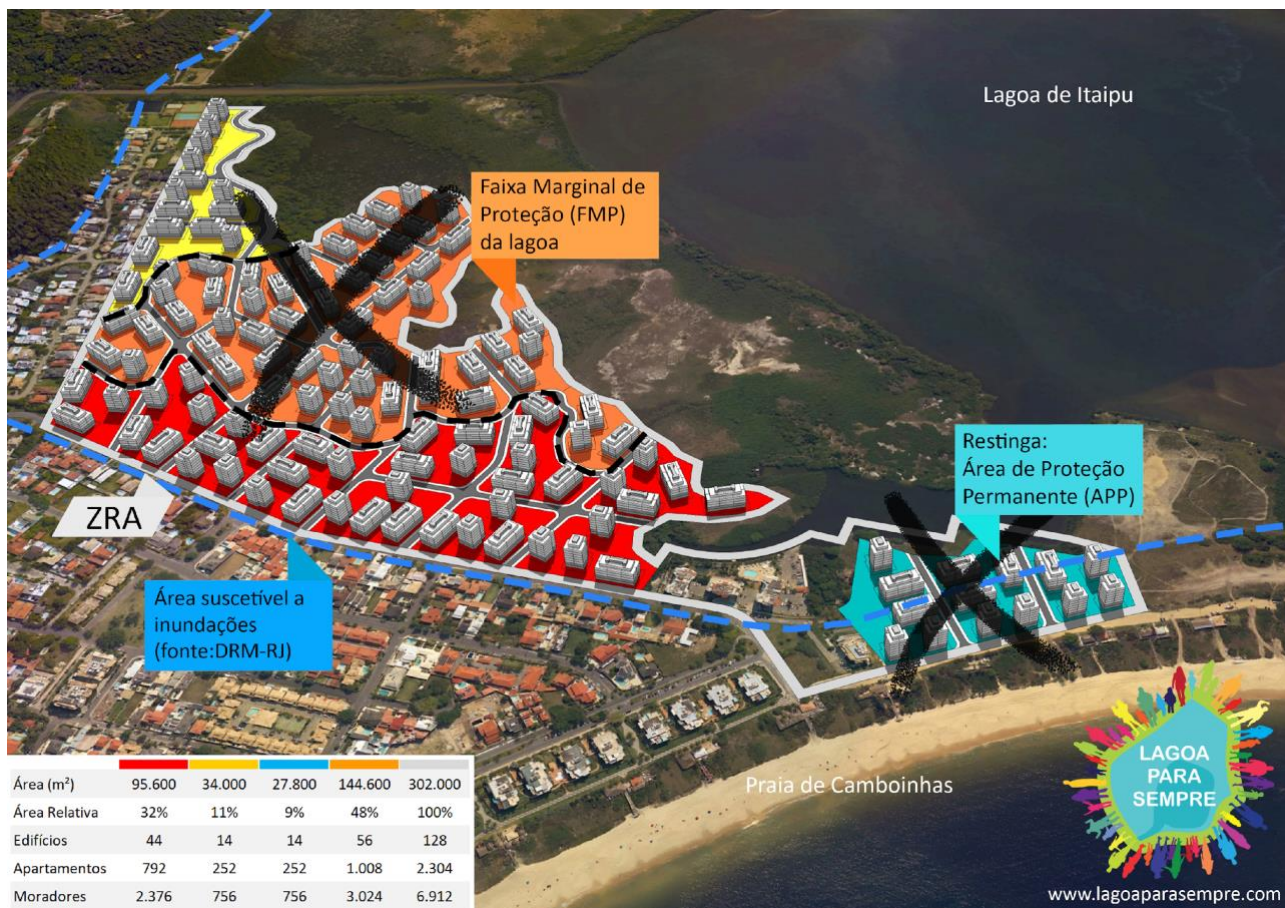 Lagoa de Itaipu
Faixa Marginal de
Proteção (FMP)
da lagoa
Restinga:
Área de Proteção
Permanente (APP)
ZRA
Área suscetível a
inundações
(fonte:DRM-RJ)
Praia de Camboinhas
LAGOA
PARA
SEMPRE
www.lagoaparasempre.com
Área (m²) 95.600 34.000 27.800 144.600 302.000
Área Relativa 32% 11% 9% 48% 100%
Edifícios 44 14 14 56 128
Apartamentos 792 252 252 1.008 2.304
Moradores 2.376 756 756 3.024 6.912